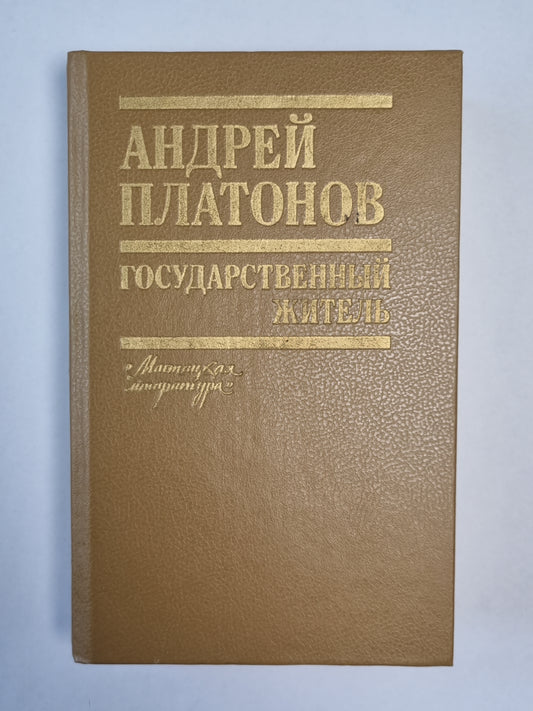 АНДРЕЙ
ПЛАТОНОВ
ГОСУДАРСТВЕННЫЙ
ЖИТЕЛЬ
«Мастацкая
літаратура»